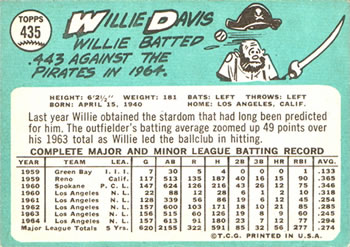 TOPPS
435
WILLIE DAVIS
WILLIE BATTED
.443 AGAINST THE
PIRATES IN 1964.
HEIGHT: 6'2½" WEIGHT: 181 BATS: LEFT THROWS: LEFT
BORN: APRIL 15, 1940 HOME: LOS ANGELES, CALIF.
Last year Willie obtained the stardom that had long been predicted
for him. The outfielder's batting average zoomed up 49 points over
his 1963 total as Willie led the ballclub in hitting.
COMPLETE MAJOR AND MINOR LEAGUE BATTING RECORD
YEAR TEAM LEA. G AB R H 2B 3B HR RBI AVG.
1959 Green Bay I. I. I. 7 30 5 4 0 0 0 1 .133
1959 Reno Calif. 117 135 187 40 16 15 90 .365
1960 Spokane P.C.L. 147 624 126 216 43 26 12 75 .346
1960 Los Angeles N.L. 22 88 12 28 6 1 2 10 .318
1961 Los Angeles N.L. 128 339 56 86 19 6 12 45 .254
1962 Los Angeles N.L. 157 600 103 171 18 10 21 85 .285
1963 Los Angeles N.L. 156 515 60 126 19 8 9 60 .245
1964 Los Angeles N.L. 157 613 91 180 23 7 12 77 .294
Major League Totals 5 Yrs. 620 2155 322 591 85 32 56 277 .274
©T.C.G. PRINTED IN U.S.A.